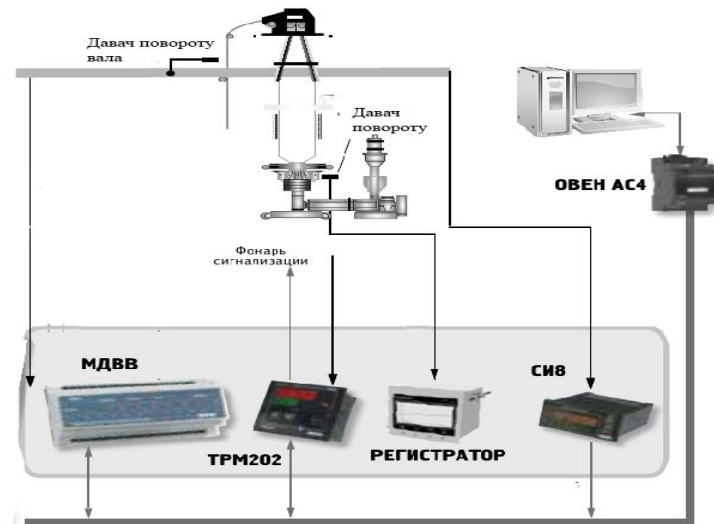 Давач повороту
вала
Давач
повороту
ОВЕН АС4
Фонарь
сигнализации
МДВВ
СИ8
ТРМ202
РЕГИСТРАТОР